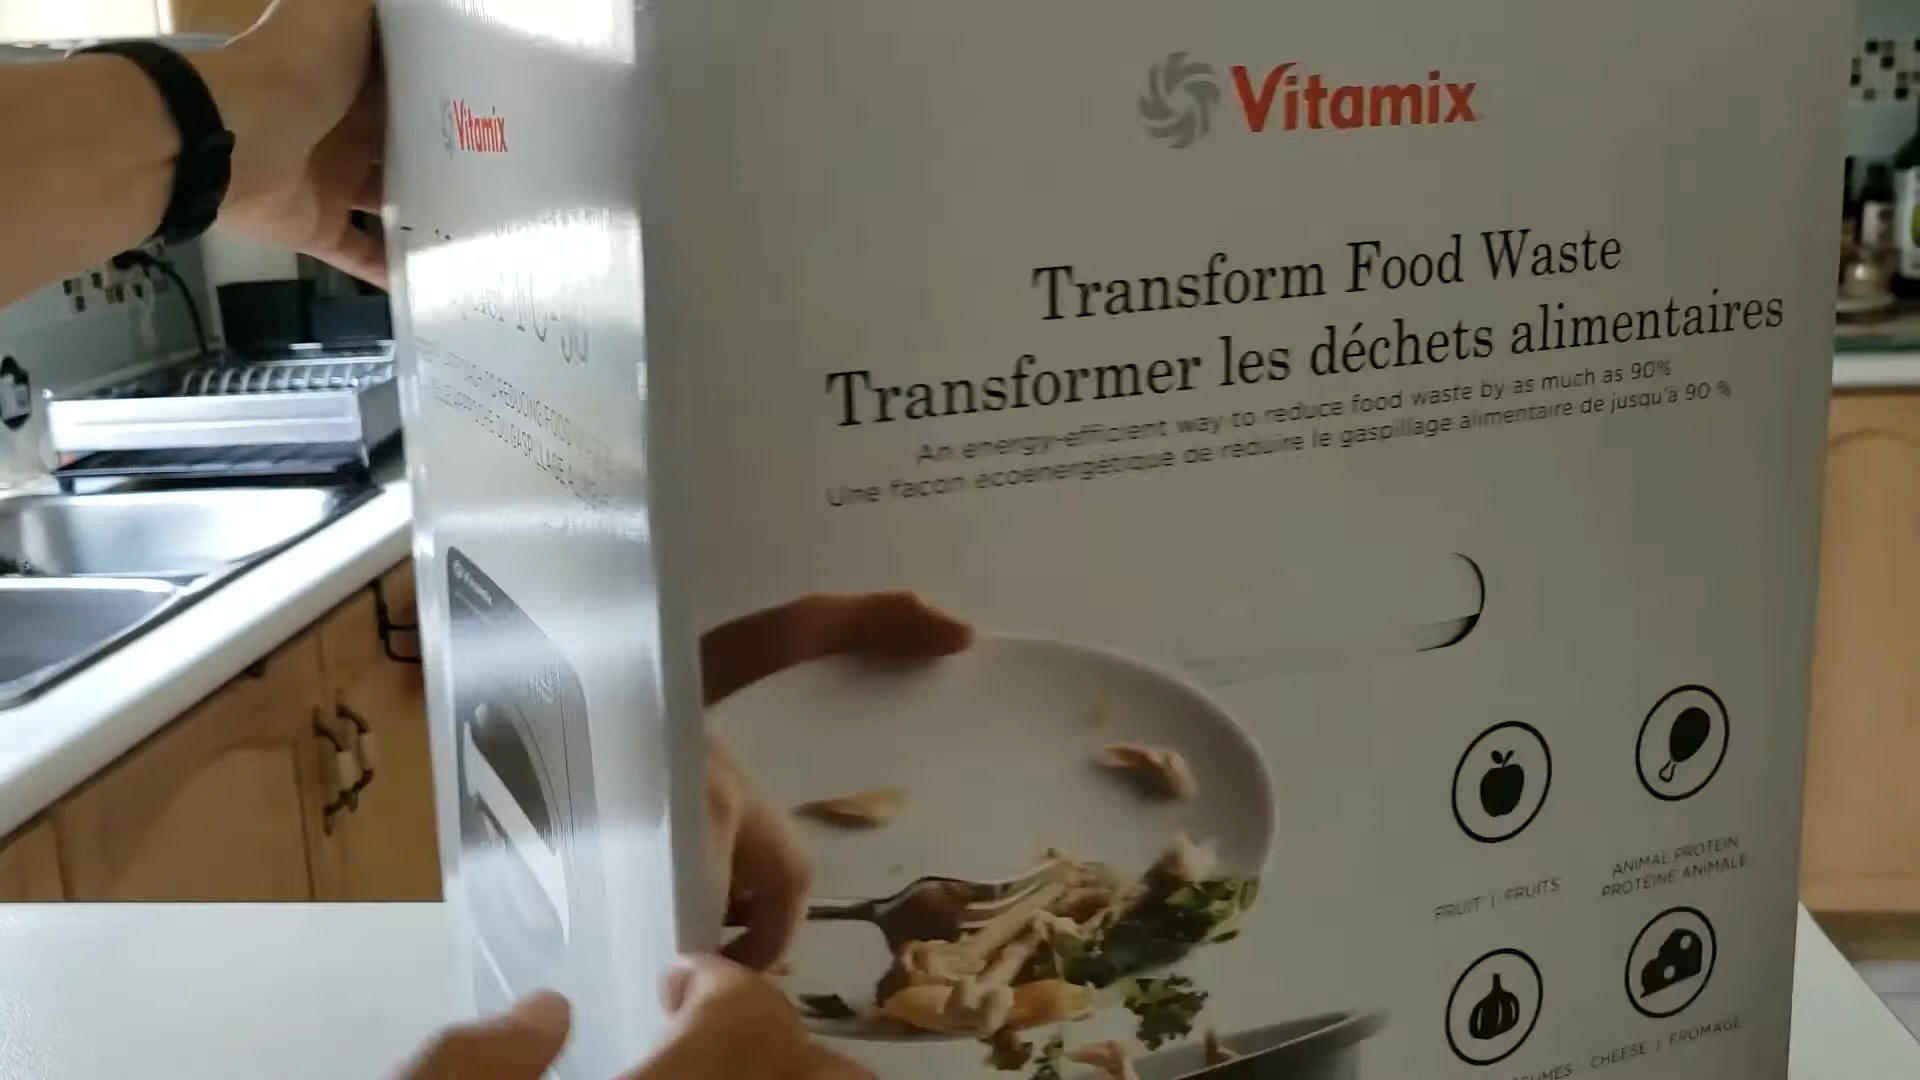 Vitamix
Vitamix
Transform Food Waste
Transformer les déchets alimentaires
An energy-efficient way to reduce food waste by as much as 90%
Une façon écoénergétique de réduire le gaspillage alimentaire de jusqu'à 90 %
FRUIT | FRUITS
ANIMAL PROTEIN
PROTÉINE ANIMALE
CHEESE | FROMAGE